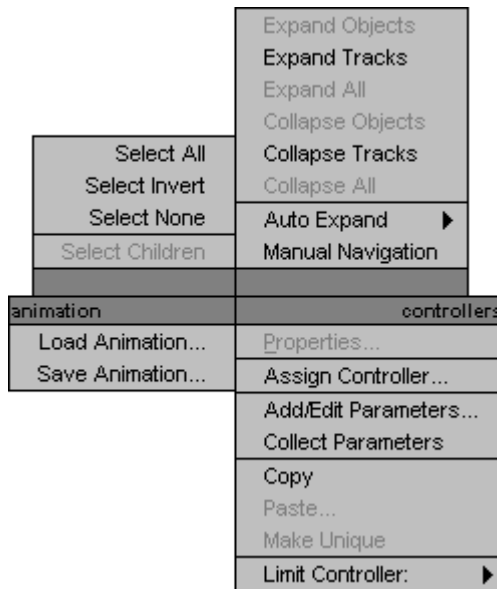 Expand Objects
Expand Tracks
Expand All
Collapse Objects
Collapse Tracks
Collapse All
Auto Expand
Manual Navigation
Select All
Select Invert
Select None
Select Children
animation
controllers
Load Animation...
Save Animation...
Properties...
Assign Controller...
Add/Edit Parameters...
Collect Parameters
Copy
Paste...
Make Unique
Limit Controller: